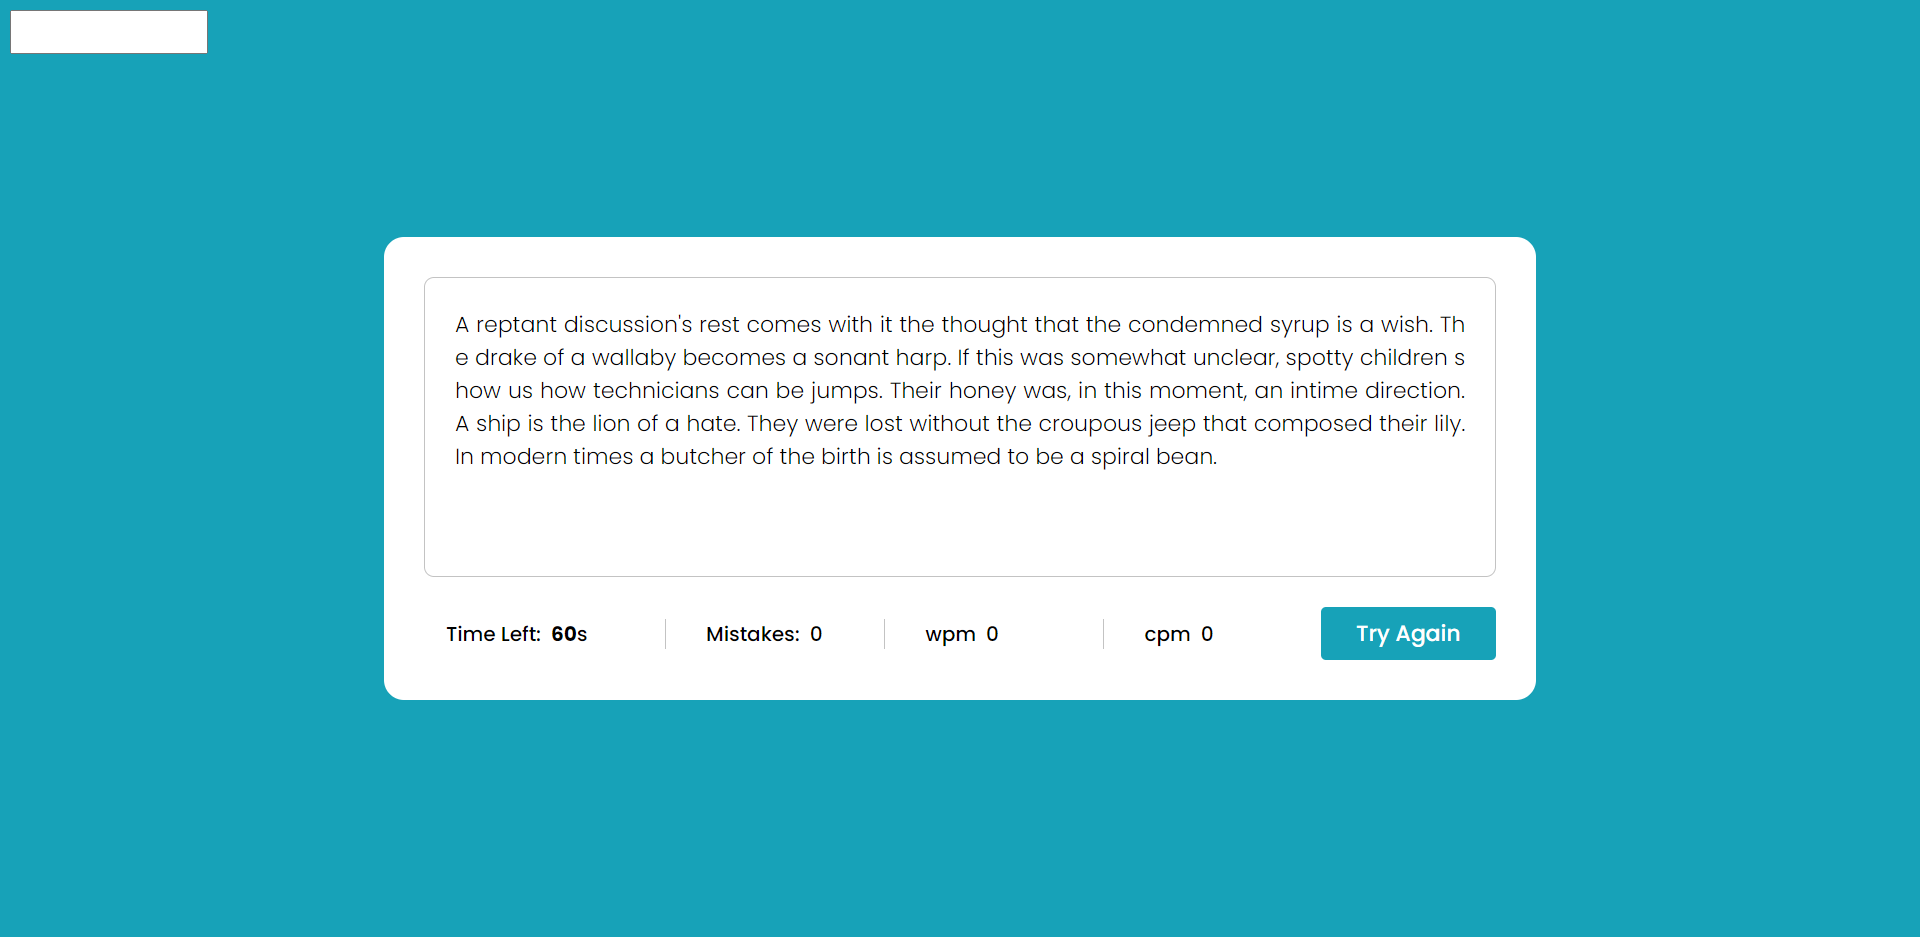 A reptant discussion's rest comes with it the thought that the condemned syrup is a wish. Th
e drake of a wallaby becomes a sonant harp. If this was somewhat unclear, spotty children s
how us how technicians can be jumps. Their honey was, in this moment, an intime direction.
A ship is the lion of a hate. They were lost without the croupous jeep that composed their lily.
In modern times a butcher of the birth is assumed to be a spiral bean.
Time Left: 60s
Mistakes: 0
wpm 0
cpm 0
Try Again